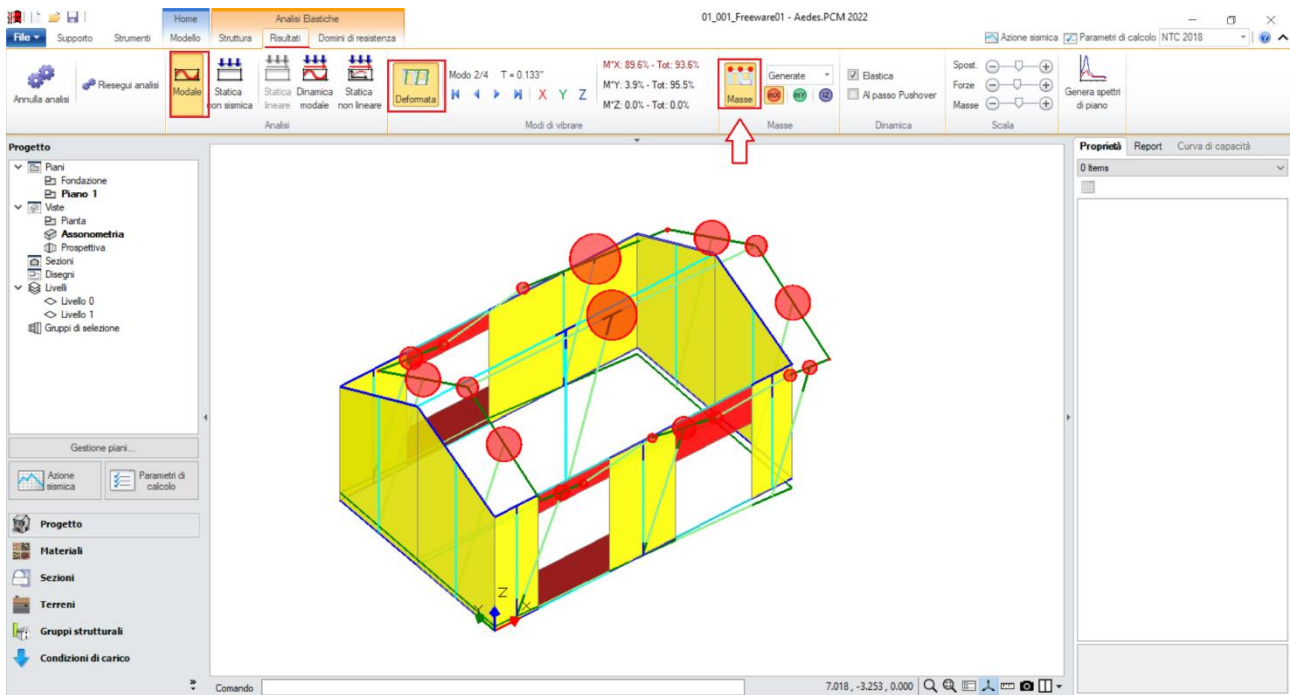 01_001_Freeware01 - Aedes.PCM 2022
Home
Analisi Elastiche
File
Supporto
Strumenti
Modello
Struttura
Risultati
Domini di resistenza
Azione sismica
Parametri di calcolo
NTC 2018
Annulla analisi
Riesegui analisi
Modale
Statica non sismica
Statica lineare
Dinamica modale
Statica non lineare
Analisi
Deformata
Modo 2/4 T = 0.133"
X Y Z
M*X: 89.6% - Tot: 93.6%
M*Y: 3.9% - Tot: 95.5%
M*Z: 0.0% - Tot: 0.0%
Modi di vibrare
Masse
Generate
mX
mY
IZ
Masse
Elastica
Al passo Pushover
Dinamica
Spost.
Forze
Masse
Scala
Genera spettri di piano
Progetto
Piani
Fondazione
Piano 1
Viste
Pianta
Assonometria
Prospettiva
Sezioni
Disegni
Livelli
Livello 0
Livello 1
Gruppi di selezione
Gestione piani...
Azione sismica
Parametri di calcolo
Progetto
Materiali
Sezioni
Terreni
Gruppi strutturali
Condizioni di carico
Z
Y
X
Proprietà
Report
Curva di capacità
0 Items
Comando
7.018 , -3.253 , 0.000